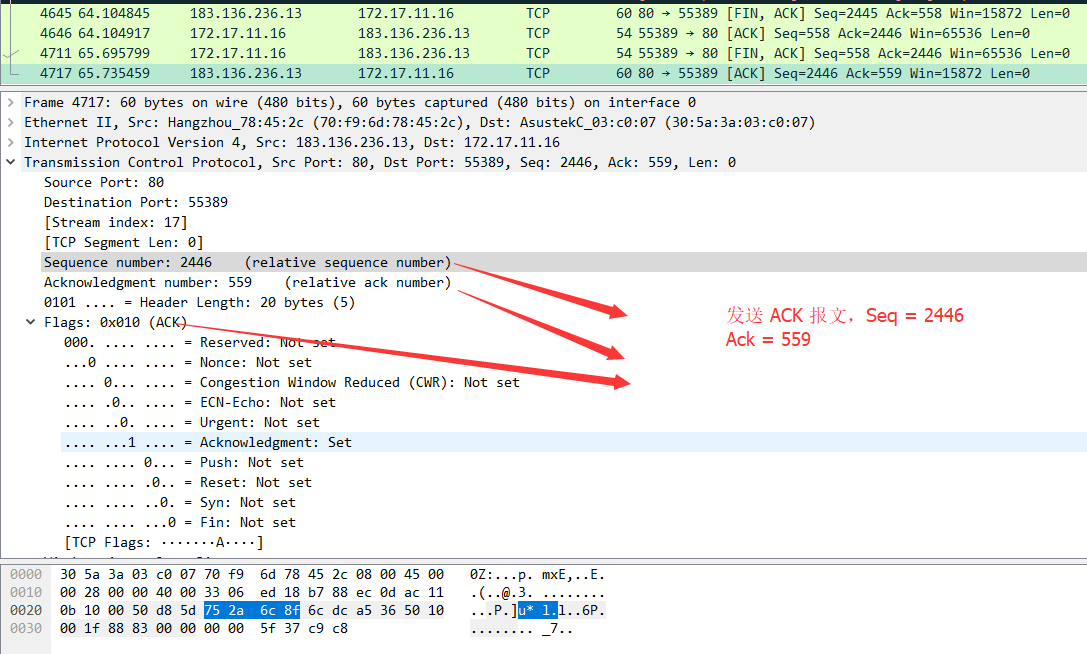 4645 64.104845 183.136.236.13 172.17.11.16 TCP 60 80 → 55389 [FIN, ACK] Seq=2445 Ack=558 Win=15872 Len=0
4646 64.104917 172.17.11.16 183.136.236.13 TCP 54 55389 → 80 [ACK] Seq=558 Ack=2446 Win=65536 Len=0
4711 65.695799 172.17.11.16 183.136.236.13 TCP 54 55389 → 80 [FIN, ACK] Seq=558 Ack=2446 Win=65536 Len=0
4717 65.735459 183.136.236.13 172.17.11.16 TCP 60 80 → 55389 [ACK] Seq=2446 Ack=559 Win=15872 Len=0
Frame 4717: 60 bytes on wire (480 bits), 60 bytes captured (480 bits) on interface 0
Ethernet II, Src: Hangzhou_78:45:2c (70:f9:6d:78:45:2c), Dst: AsustekC_03:c0:07 (30:5a:3a:03:c0:07)
Internet Protocol Version 4, Src: 183.136.236.13, Dst: 172.17.11.16
Transmission Control Protocol, Src Port: 80, Dst Port: 55389, Seq: 2446, Ack: 559, Len: 0
Source Port: 80
Destination Port: 55389
[Stream index: 17]
[TCP Segment Len: 0]
Sequence number: 2446 (relative sequence number)
Acknowledgment number: 559 (relative ack number)
0101 .... = Header Length: 20 bytes (5)
Flags: 0x010 (ACK)
发送 ACK 报文，Seq = 2446
Ack = 559
000. .... .... = Reserved: Not set
...0 .... .... = Nonce: Not set
.... 0... .... = Congestion Window Reduced (CWR): Not set
.... .0.. .... = ECN-Echo: Not set
.... ..0. .... = Urgent: Not set
.... ...1 .... = Acknowledgment: Set
.... .... 0... = Push: Not set
.... .... .0.. = Reset: Not set
.... .... ..0. = Syn: Not set
.... .... ...0 = Fin: Not set
[TCP Flags: ·······A····]
0000 30 5a 3a 03 c0 07 70 f9 6d 78 45 2c 08 00 45 00 0Z:...p. mxE,..E.
0010 00 28 00 00 40 00 33 06 ed 18 b7 88 ec 0d ac 11 .(..@.3. ........
0020 0b 10 00 50 d8 5d 75 2a 6c 8f 6c dc a5 36 50 10 ...P.]u* l.l..6P.
0030 00 1f 88 83 00 00 00 00 5f 37 c9 c8 ........ _7..